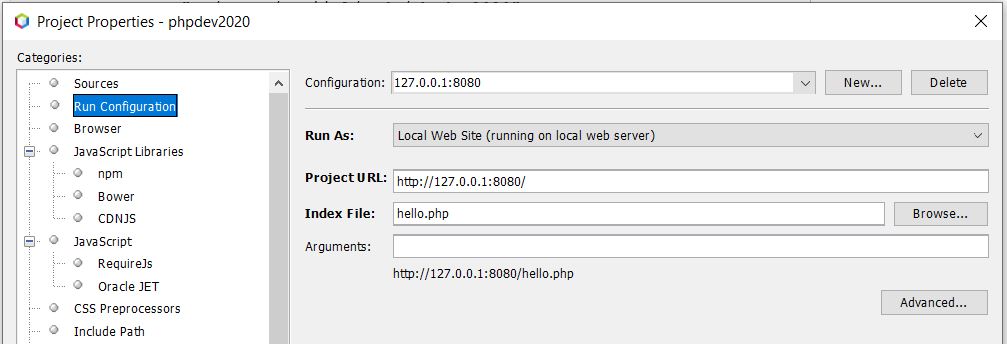 Project Properties - phpdev2020
Categories:
Sources
Run Configuration
Browser
JavaScript Libraries
npm
Bower
CDNJS
JavaScript
RequireJs
Oracle JET
CSS Preprocessors
Include Path
Configuration: 127.0.0.1:8080 New... Delete
Run As: Local Web Site (running on local web server)
Project URL: http://127.0.0.1:8080/
Index File: hello.php Browse...
Arguments:
http://127.0.0.1:8080/hello.php
Advanced...